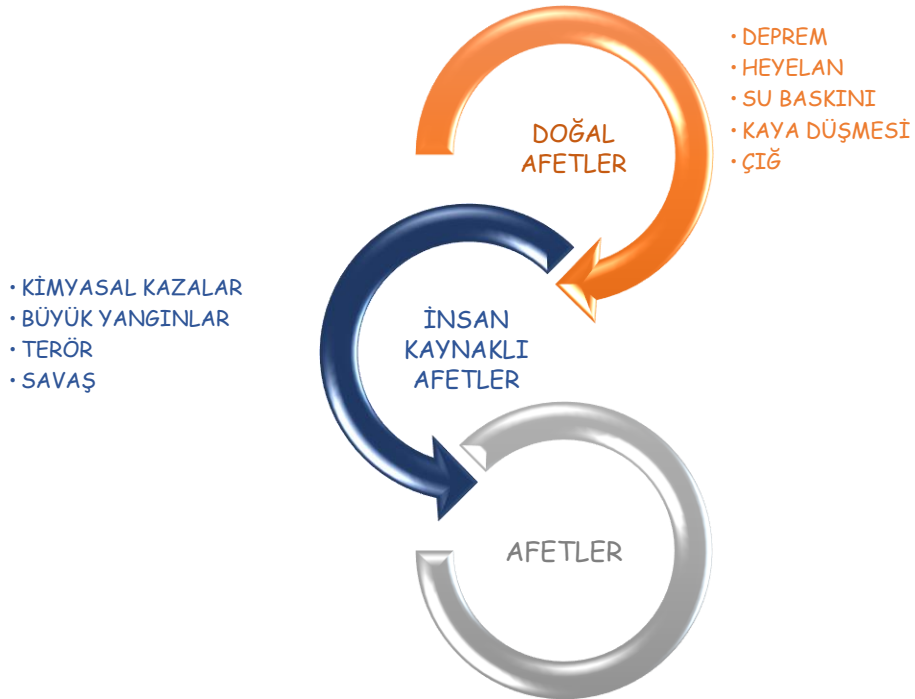 DOĞAL
AFETLER
• DEPREM
• HEYELAN
• SU BASKINI
• KAYA DÜŞMESİ
• ÇIĞ
İNSAN
KAYNAKLI
AFETLER
• KİMYASAL KAZALAR
• BÜYÜK YANGINLAR
• TERÖR
• SAVAŞ
AFETLER